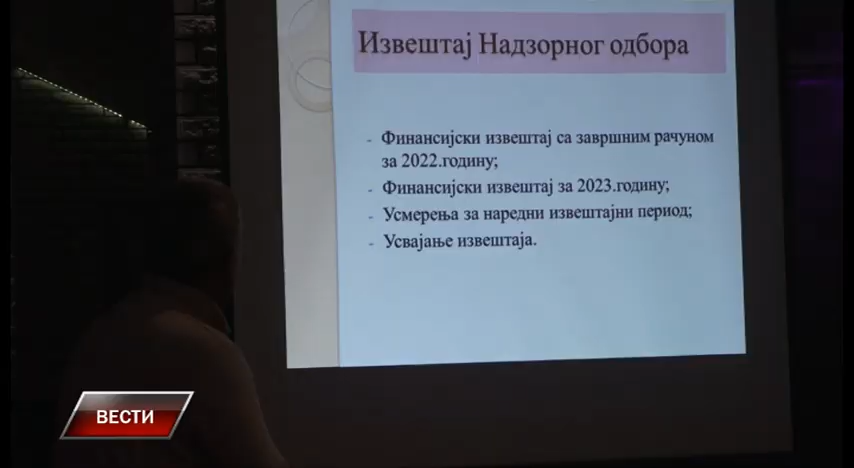 Извештај Надзорног одбора
- Финансијски извештај са завршним рачуном
за 2022.годину;
- Финансијски извештај за 2023.годину;
- Усмерења за наредни извештајни период;
- Усвајање извештаја.
ВЕСТИ